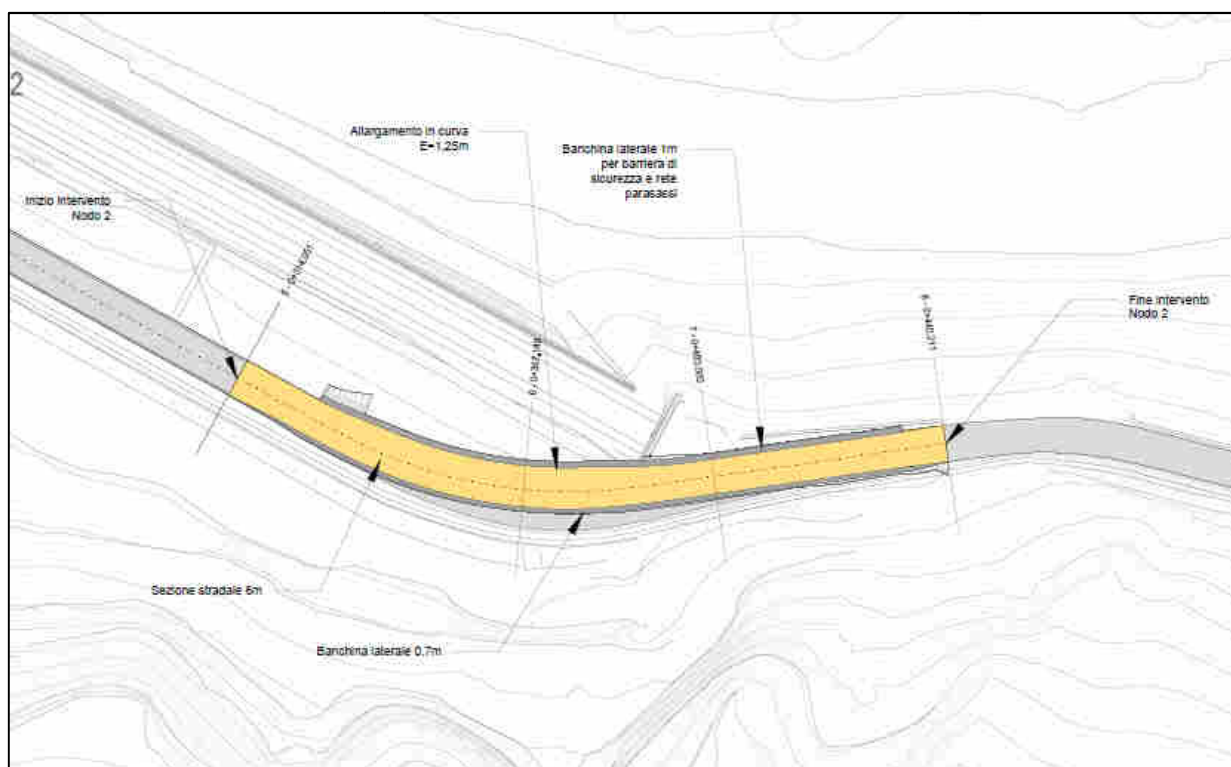 2
Allargamento in curva
E=1,25m
Banchina laterale 1m
per barriera di
sicurezza e rete
parasassi
Inizio Intervento
Nodo 2
Fine Intervento
Nodo 2
Sezione stradale 6m
Banchina laterale 0,7m